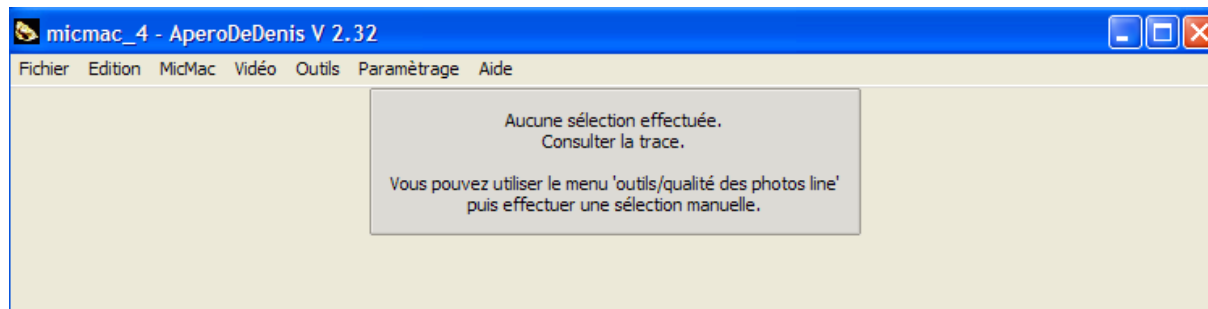 micmac_4 - AperoDeDenis V 2.32
Fichier Edition MicMac Vidéo Outils Paramètrage Aide
Aucune sélection effectuée.
Consulter la trace.
Vous pouvez utiliser le menu 'outils/qualité des photos line'
puis effectuer une sélection manuelle.